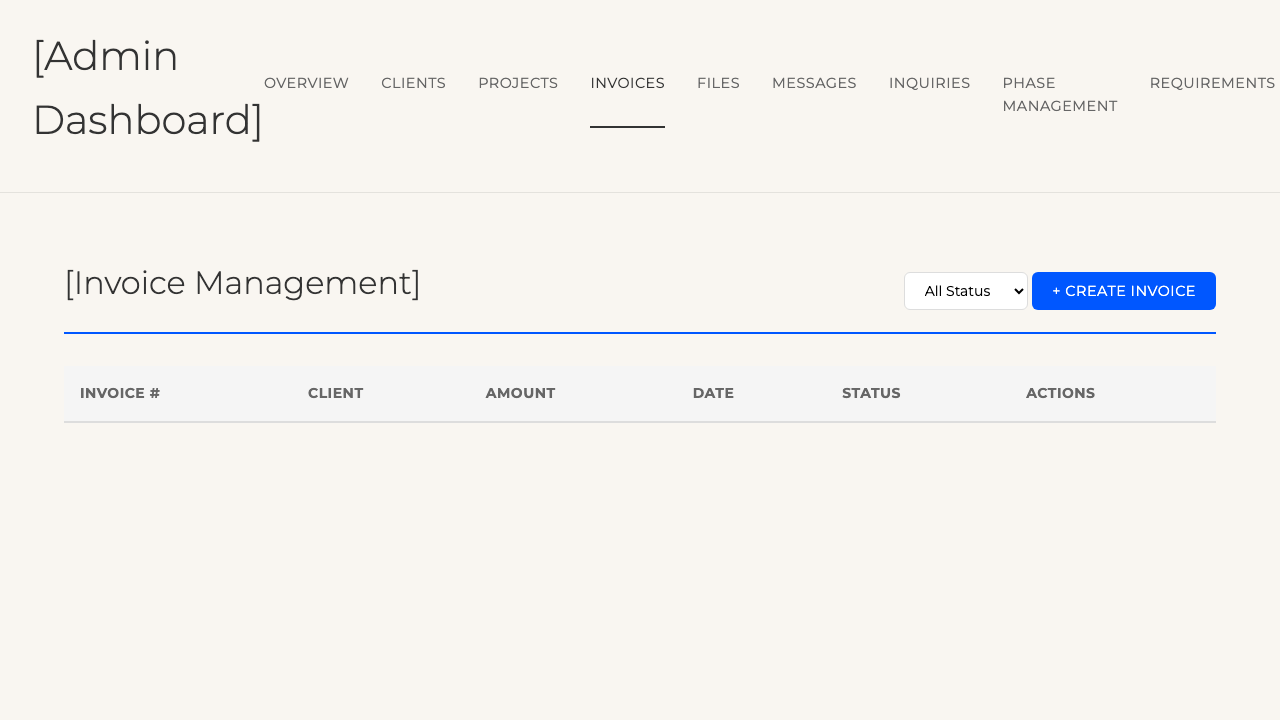 [Admin
Dashboard]
OVERVIEW CLIENTS PROJECTS INVOICES FILES MESSAGES INQUIRIES PHASE MANAGEMENT REQUIREMENTS
[Invoice Management]
All Status
+ CREATE INVOICE
INVOICE # CLIENT AMOUNT DATE STATUS ACTIONS